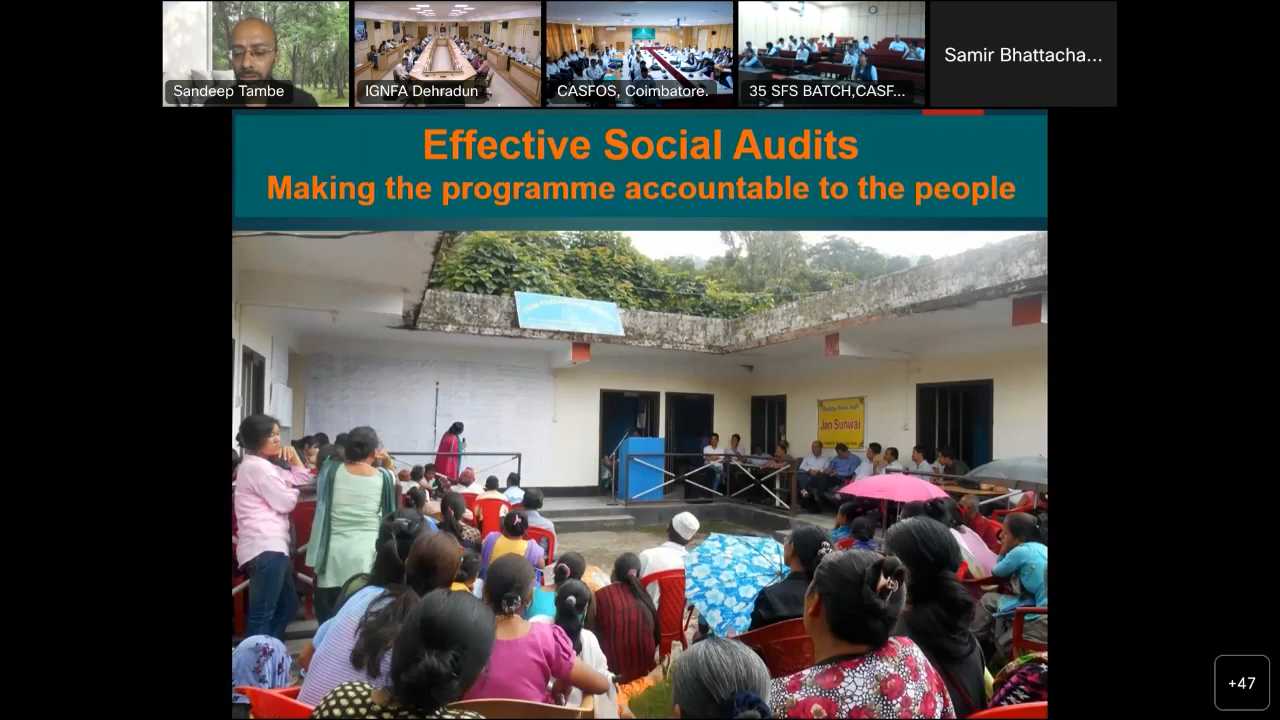 Sandeep Tambe
IGNFA Dehradun
CASFOS, Coimbatore.
35 SFS BATCH,CASF...
Samir Bhattacha...
Effective Social Audits
Making the programme accountable to the people
Jan Sunwai
+47